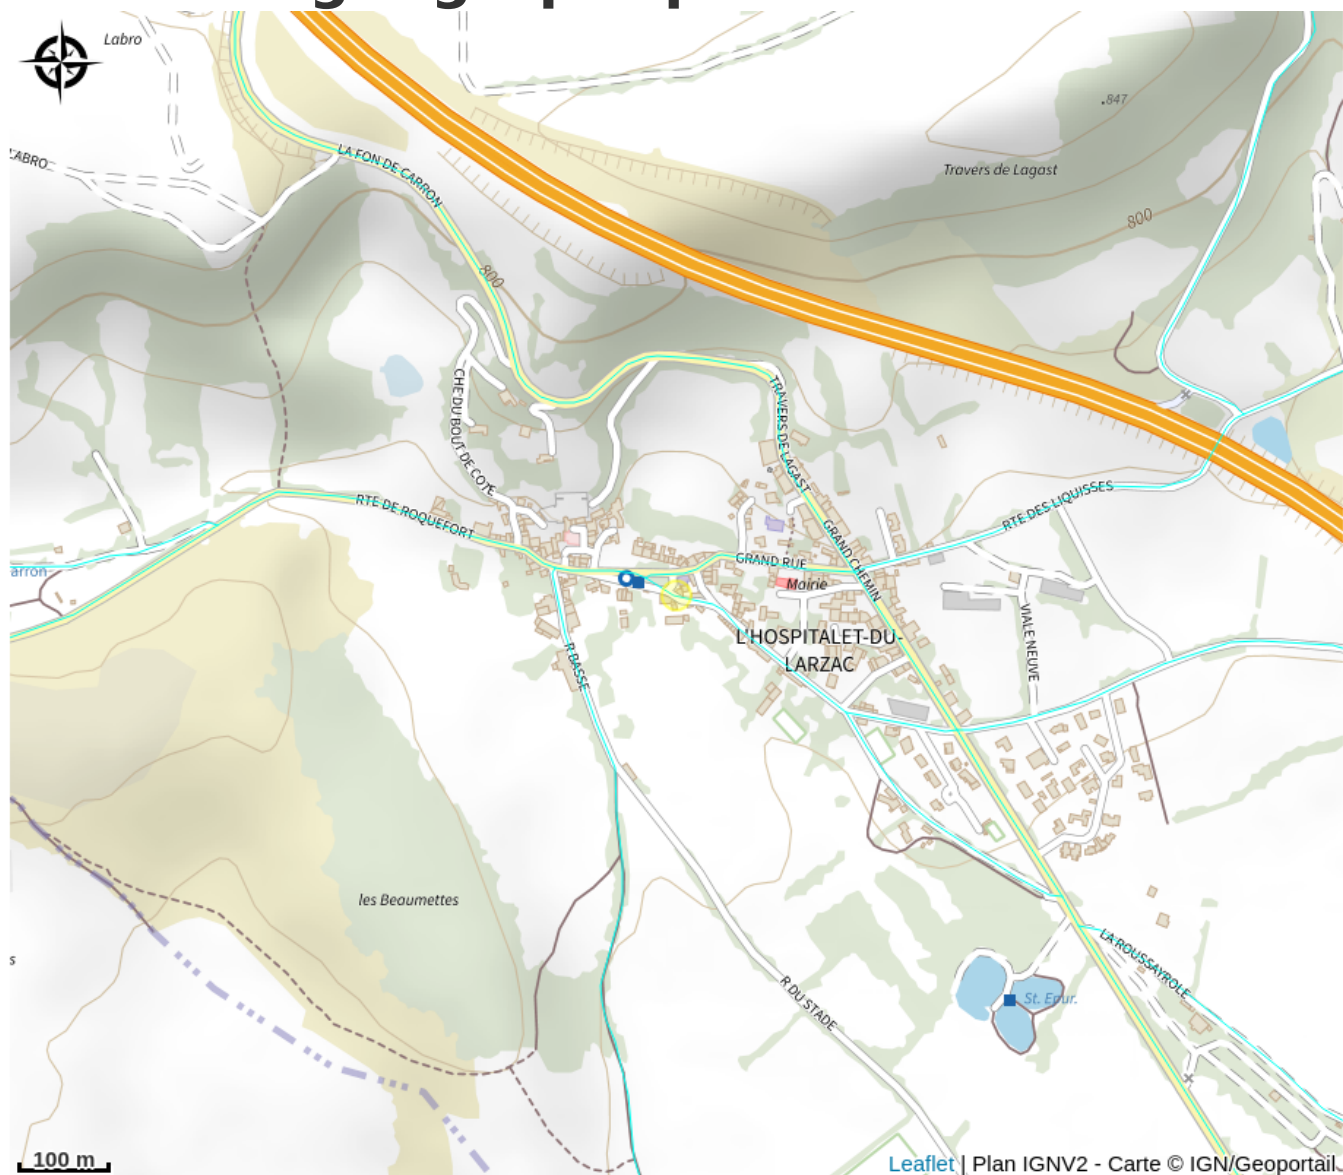 Labro
.847
LA FON DE CARRON
Travers de Lagast
800
800
CHE DU BOUT DE COTE
TRAVERS DE LAGAST
RTE DE ROQUEFORT
RTE DES LIQUISSES
GRAND CHEMIN
GRAND RUE
Mairie
arron
L'HOSPITALET-DU-
LARZAC
VIALE NEUVE
R BASSE
les Beaumettes
LA ROUSSAYROLE
s
R DU STADE
St. Epur.
100 m
Leaflet | Plan IGNV2 - Carte © IGN/Geoportail